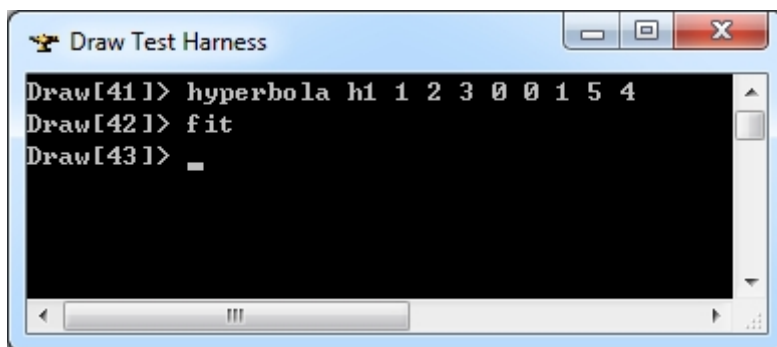 Draw Test Harness
Draw[41]> hyperbola h1 1 2 3 0 0 1 5 4
Draw[42]> fit
Draw[43]> _